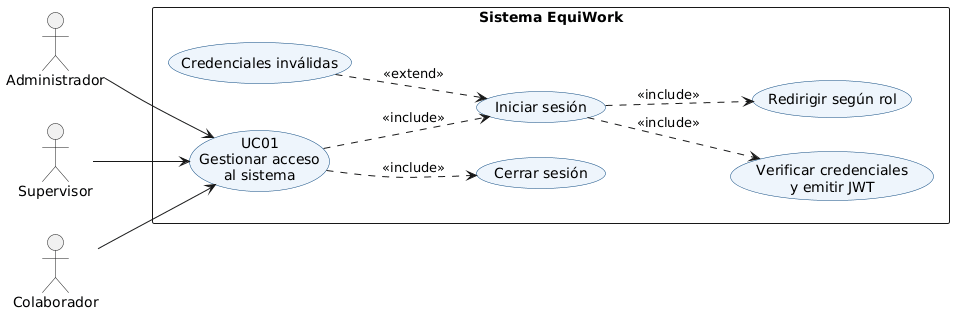 Sistema EquiWork
Administrador
Supervisor
Colaborador
Credenciales inválidas
«extend»
UC01
Gestionar acceso
al sistema
«include»
«include»
Iniciar sesión
Cerrar sesión
«include»
«include»
Redirigir según rol
Verificar credenciales
y emitir JWT